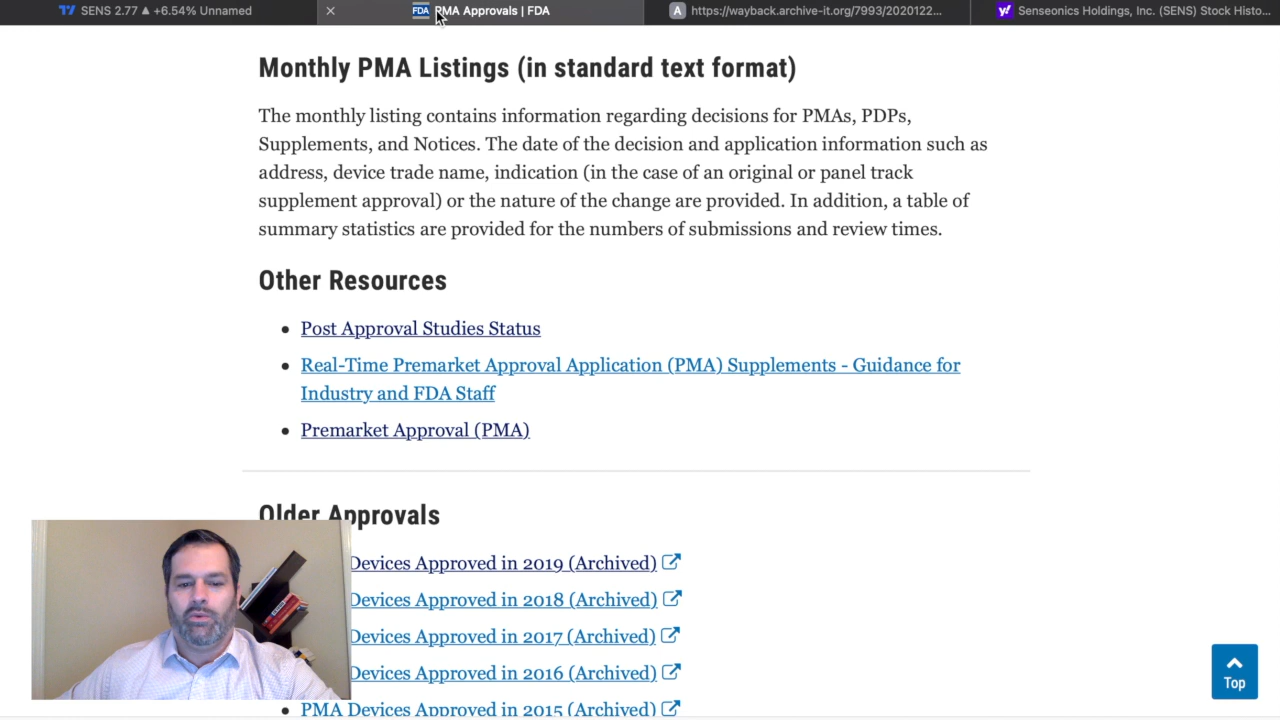 SENS 2.77 ▲ +6.54% Unnamed
FDA PMA Approvals | FDA
A https://wayback.archive-it.org/7993/2020122...
Senseonics Holdings, Inc. (SENS) Stock Histo...
Monthly PMA Listings (in standard text format)
The monthly listing contains information regarding decisions for PMAs, PDPs,
Supplements, and Notices. The date of the decision and application information such as
address, device trade name, indication (in the case of an original or panel track
supplement approval) or the nature of the change are provided. In addition, a table of
summary statistics are provided for the numbers of submissions and review times.
Other Resources
• Post Approval Studies Status
• Real-Time Premarket Approval Application (PMA) Supplements - Guidance for
Industry and FDA Staff
• Premarket Approval (PMA)
Older Approvals
Devices Approved in 2019 (Archived)
Devices Approved in 2018 (Archived)
Devices Approved in 2017 (Archived)
Devices Approved in 2016 (Archived)
• PMA Devices Approved in 2015 (Archived)
Top